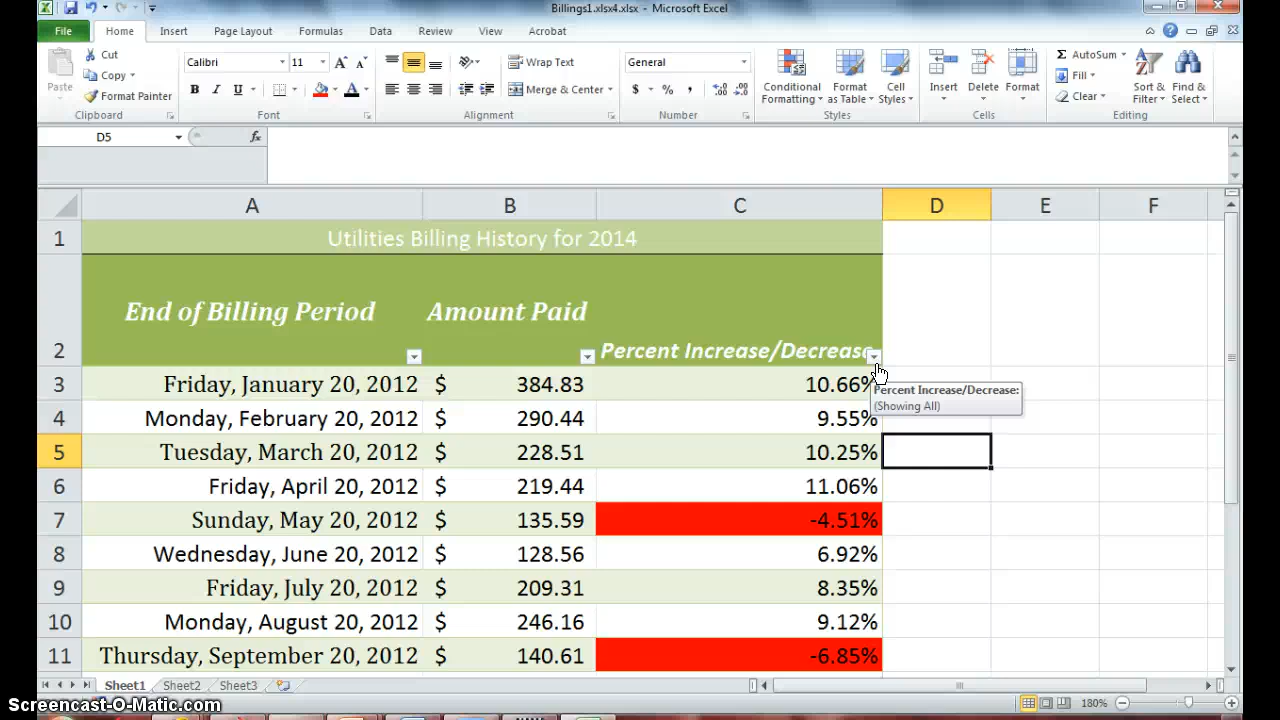 Billings1.xlsx4.xlsx - Microsoft Excel
File Home Insert Page Layout Formulas Data Review View Acrobat
Paste
Cut
Copy
Format Painter
Clipboard
Calibri 11
B I U
Font
Wrap Text
Merge & Center
Alignment
General
$ % ,
Number
Conditional Formatting
Format as Table
Cell Styles
Styles
Insert Delete Format
Cells
Σ AutoSum
Fill
Clear
Sort & Filter
Find & Select
Editing
D5 fx
A B C D E F
1 Utilities Billing History for 2014
2 End of Billing Period Amount Paid Percent Increase/Decrease
3 Friday, January 20, 2012 $ 384.83 10.66%
Percent Increase/Decrease:
(Showing All)
4 Monday, February 20, 2012 $ 290.44 9.55%
5 Tuesday, March 20, 2012 $ 228.51 10.25%
6 Friday, April 20, 2012 $ 219.44 11.06%
7 Sunday, May 20, 2012 $ 135.59 -4.51%
8 Wednesday, June 20, 2012 $ 128.56 6.92%
9 Friday, July 20, 2012 $ 209.31 8.35%
10 Monday, August 20, 2012 $ 246.16 9.12%
11 Thursday, September 20, 2012 $ 140.61 -6.85%
Sheet1 Sheet2 Sheet3
180%
Screencast-O-Matic.com